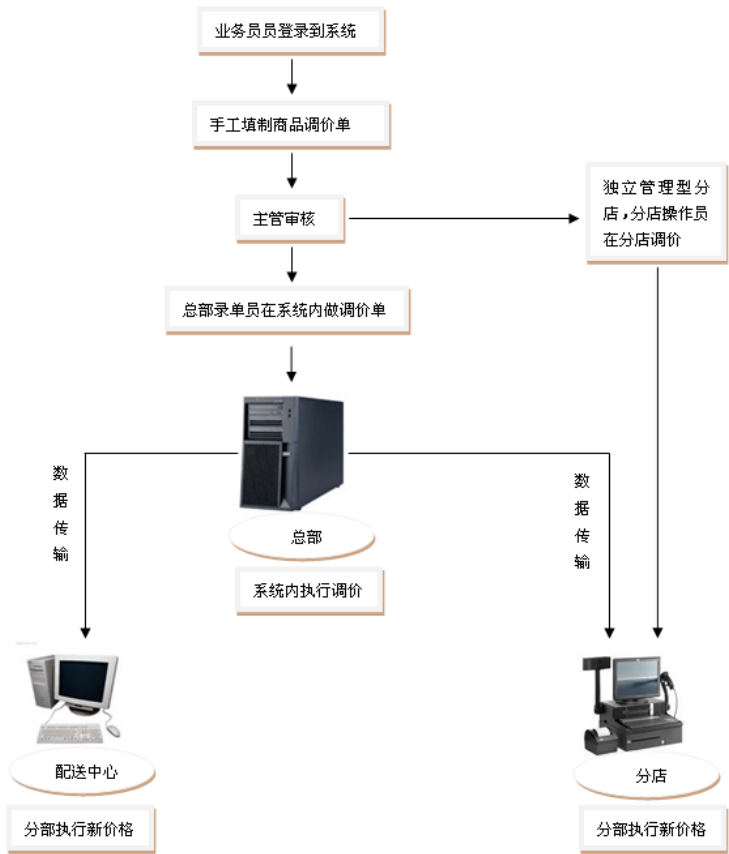 业务员员登录到系统
手工填制商品调价单
独立管理型分
店，分店操作员
在分店调价
主管审核
总部录单员在系统内做调价单
数
据
传
输
数
据
传
输
总部
系统内执行调价
配送中心
分店
分部执行新价格
分部执行新价格